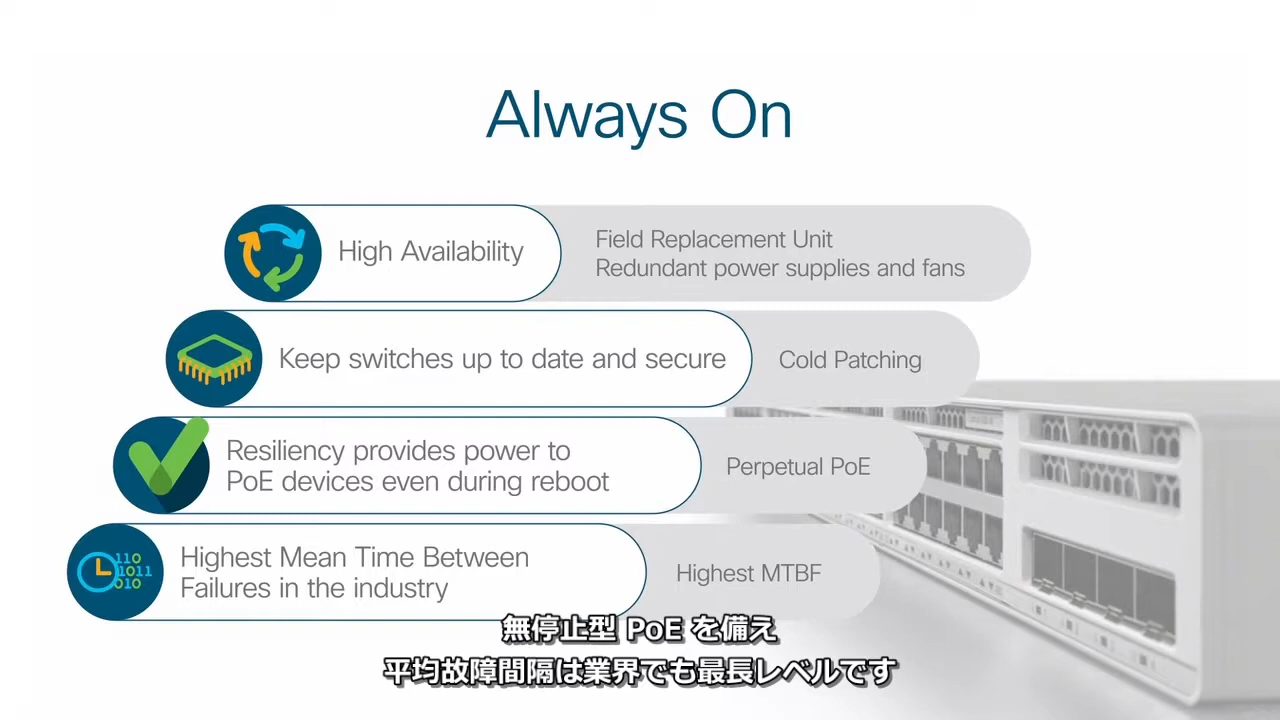 Always On
High Availability
Field Replacement Unit
Redundant power supplies and fans
Keep switches up to date and secure
Cold Patching
Resiliency provides power to
PoE devices even during reboot
Perpetual PoE
110
1011
010
Highest Mean Time Between
Failures in the industry
Highest MTBF
無停止型 PoE を備え
平均故障間隔は業界でも最長レベルです